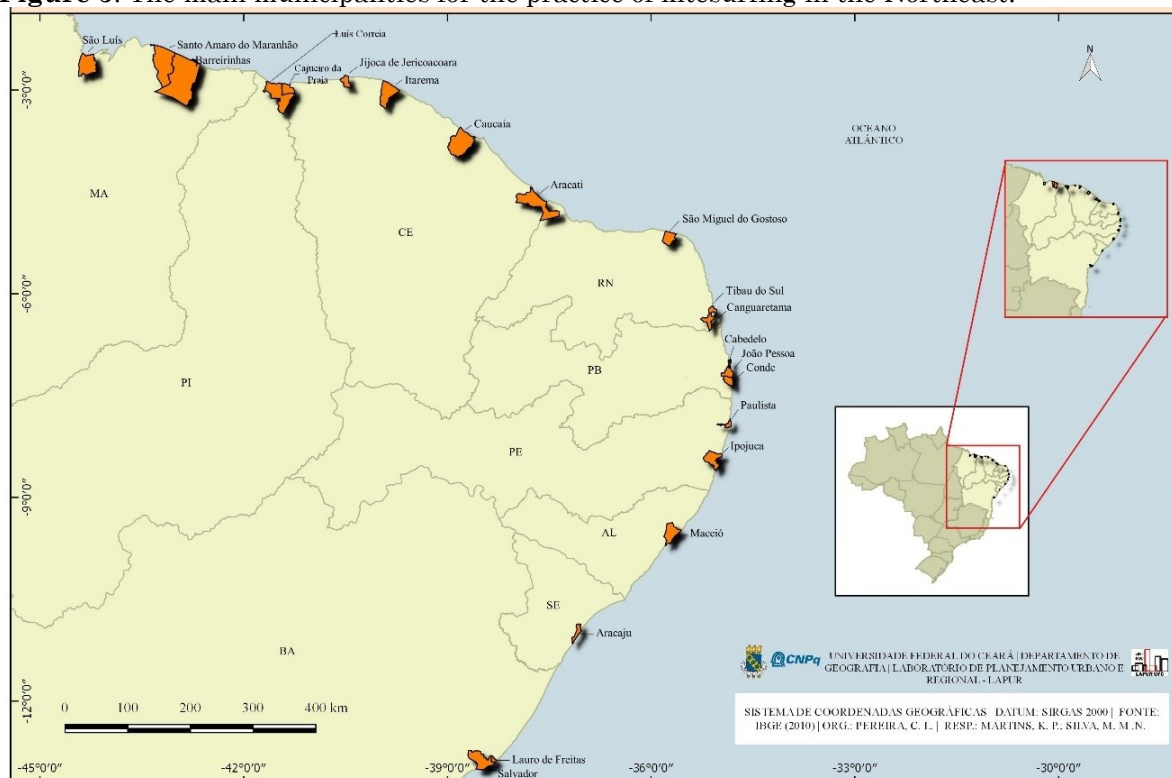 Figure 3. The main municipalities for the practice of kitesurfing in the Northeast.
São Luís
Santo Amaro do Maranhão
Barreirinhas
Luís Correia
Cajueiro da
Praia
Jijoca de Jericoacoara
Itarema
Caucaia
Aracati
São Miguel do Gostoso
Tibau do Sul
Canguaretama
Cabedelo
João Pessoa
Conde
Paulista
Ipojuca
Maceió
Aracaju
Lauro de Freitas
Salvador
MA
PI
CE
RN
PB
PE
AL
SE
BA
OCEANO
ATLÂNTICO
N
-3°0'0"
-6°0'0"
-9°0'0"
-12°0'0"
-45°0'0"
-42°0'0"
-39°0'0"
-36°0'0"
-33°0'0"
-30°0'0"
0 100 200 300 400 km
CNPq
UNIVERSIDADE FEDERAL DO CEARÁ | DEPARTAMENTO DE
GEOGRAFIA | LABORATÓRIO DE PLANEJAMENTO URBANO E
REGIONAL - LAPUR
LAPUR UFC
SISTEMA DE COORDENADAS GEOGRÁFICAS DATUM: SIRGAS 2000 | FONTE:
IBGE (2010) | ORG.: PEREIRA, C. L. | RESP.: MARTINS, K. P.; SILVA, M. M .N.